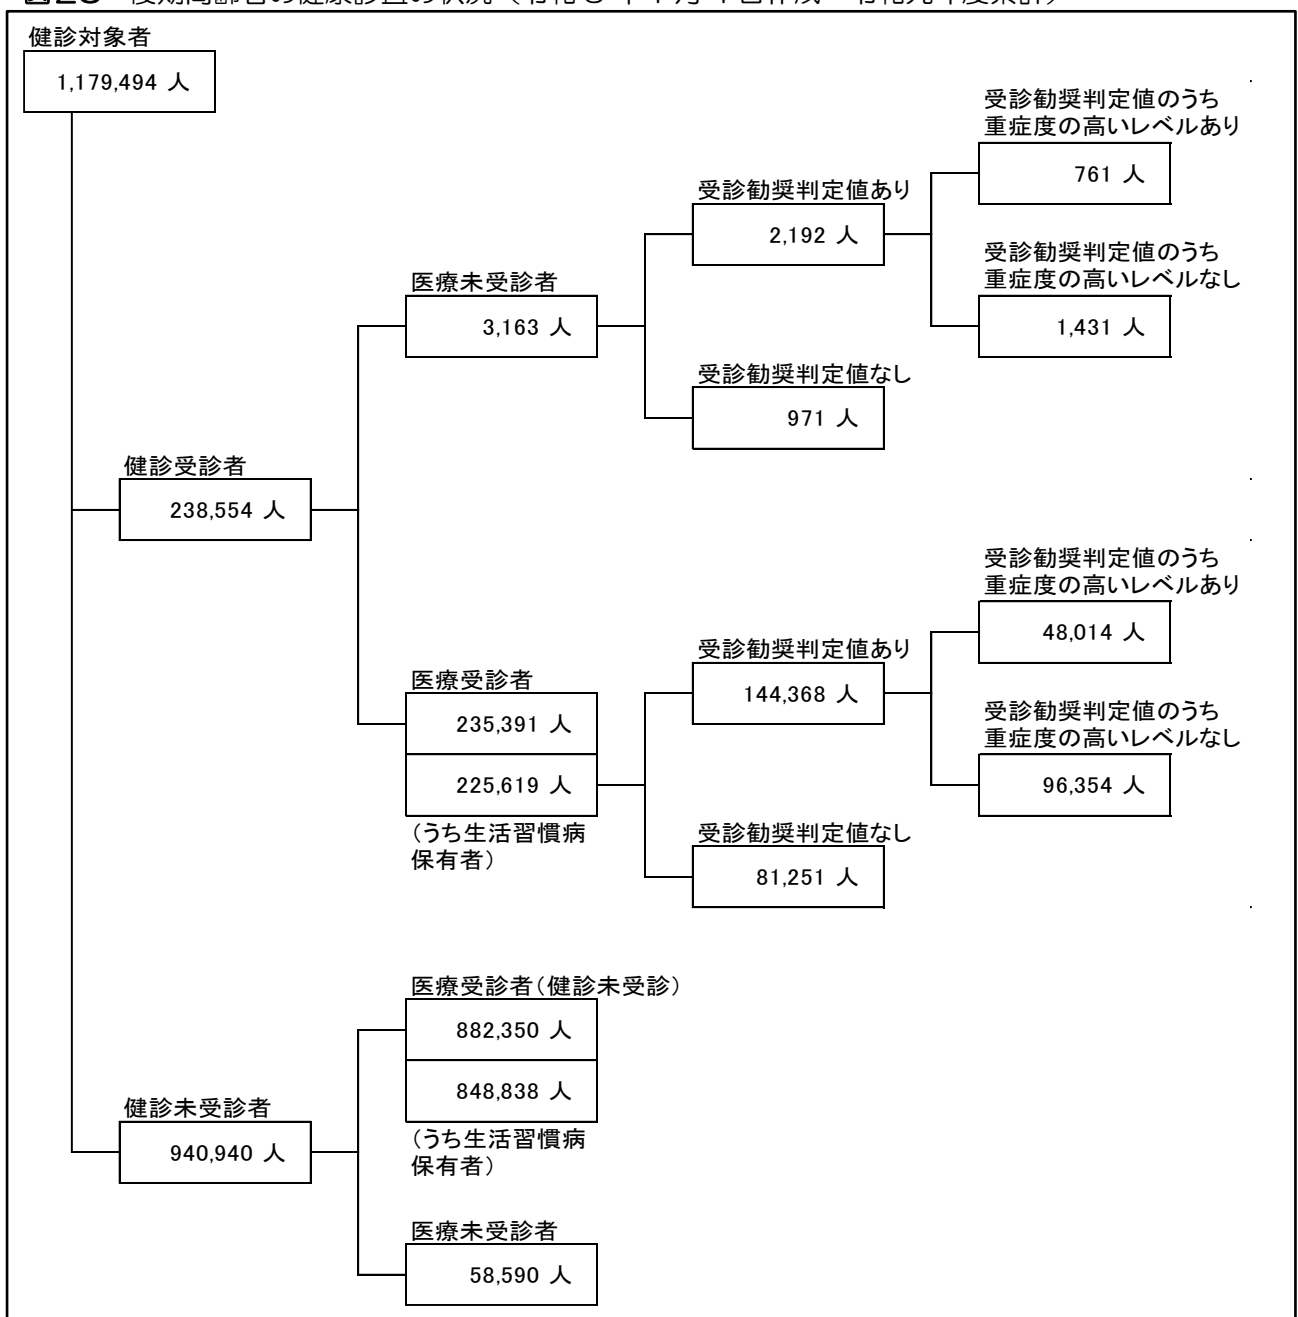 健診対象者
1,179,494 人
受診勧奨判定値のうち
重症度の高いレベルあり
761 人
受診勧奨判定値あり
2,192 人
受診勧奨判定値のうち
重症度の高いレベルなし
1,431 人
医療未受診者
3,163 人
受診勧奨判定値なし
971 人
健診受診者
238,554 人
受診勧奨判定値のうち
重症度の高いレベルあり
48,014 人
受診勧奨判定値あり
144,368 人
医療受診者
235,391 人
225,619 人
(うち生活習慣病
保有者)
受診勧奨判定値のうち
重症度の高いレベルなし
96,354 人
受診勧奨判定値なし
81,251 人
医療受診者(健診未受診)
882,350 人
848,838 人
(うち生活習慣病
保有者)
健診未受診者
940,940 人
医療未受診者
58,590 人